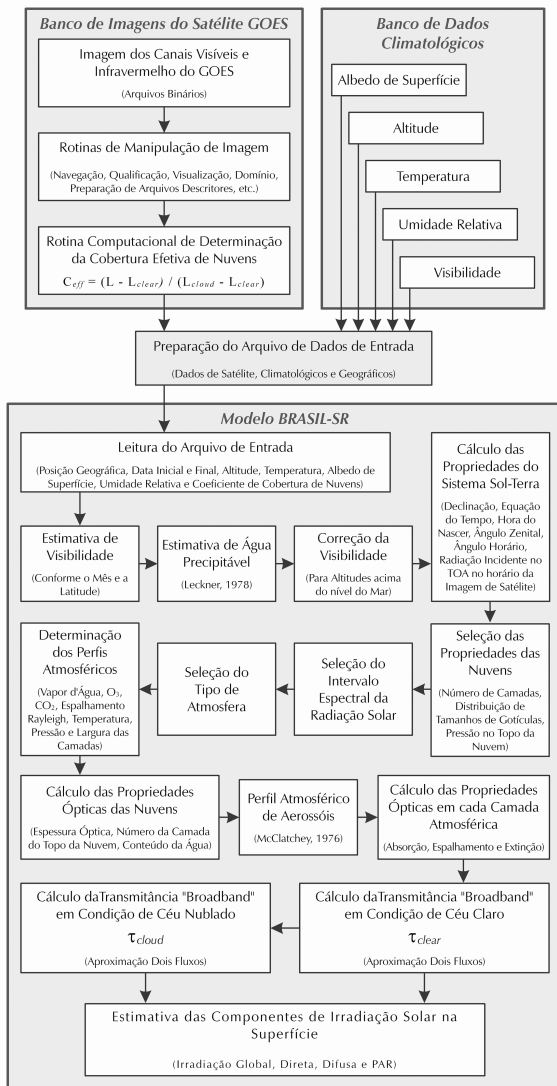 Banco de Imagens do Satélite GOES
Imagem dos Canais Visíveis e
Infravermelho do GOES
(Arquivos Binários)
Rotinas de Manipulação de Imagem
(Navegação, Qualificação, Visualização, Domínio,
Preparação de Arquivos Descritores, etc.)
Rotina Computacional de Determinação
da Cobertura Efetiva de Nuvens
C eff = (L - L clear) / (L cloud - L clear)
Banco de Dados
Climatológicos
Albedo de Superfície
Altitude
Temperatura
Umidade Relativa
Visibilidade
Preparação do Arquivo de Dados de Entrada
(Dados de Satélite, Climatológicos e Geográficos)
Modelo BRASIL-SR
Leitura do Arquivo de Entrada
(Posição Geográfica, Data Inicial e Final, Altitude, Temperatura, Albedo de
Superfície, Umidade Relativa e Coeficiente de Cobertura de Nuvens)
Cálculo das
Propriedades do
Sistema Sol-Terra
(Declinação, Equação
do Tempo, Hora do
Nascer, Ângulo Zenital,
Ângulo Horário,
Radiação Incidente no
TOA no horário da
Imagem de Satélite)
Estimativa de
Visibilidade
(Conforme o Mês e a
Latitude)
Estimativa de Água
Precipitável
(Leckner, 1978)
Correção da
Visibilidade
(Para Altitudes acima
do nível do Mar)
Determinação
dos Perfis
Atmosféricos
(Vapor d'Água, O3,
CO2, Espalhamento
Rayleigh, Temperatura,
Pressão e Largura das
Camadas)
Seleção do
Tipo de
Atmosfera
Seleção do
Intervalo
Espectral da
Radiação Solar
Seleção das
Propriedades das
Nuvens
(Número de Camadas,
Distribuição de
Tamanhos de Gotículas,
Pressão no Topo da
Nuvem)
Cálculo das Propriedades
Ópticas das Nuvens
(Espessura Óptica, Número da Camada
do Topo da Nuvem, Conteúdo da Água)
Perfil Atmosférico
de Aerossóis
(McClatchey, 1976)
Cálculo das Propriedades
Ópticas em cada Camada
Atmosférica
(Absorção, Espalhamento e Extinção)
Cálculo daTransmitância "Broadband"
em Condição de Céu Nublado
τ cloud
(Aproximação Dois Fluxos)
Cálculo daTransmitância "Broadband"
em Condição de Céu Claro
τ clear
(Aproximação Dois Fluxos)
Estimativa das Componentes de Irradiação Solar na
Superfície
(Irradiação Global, Direta, Difusa e PAR)